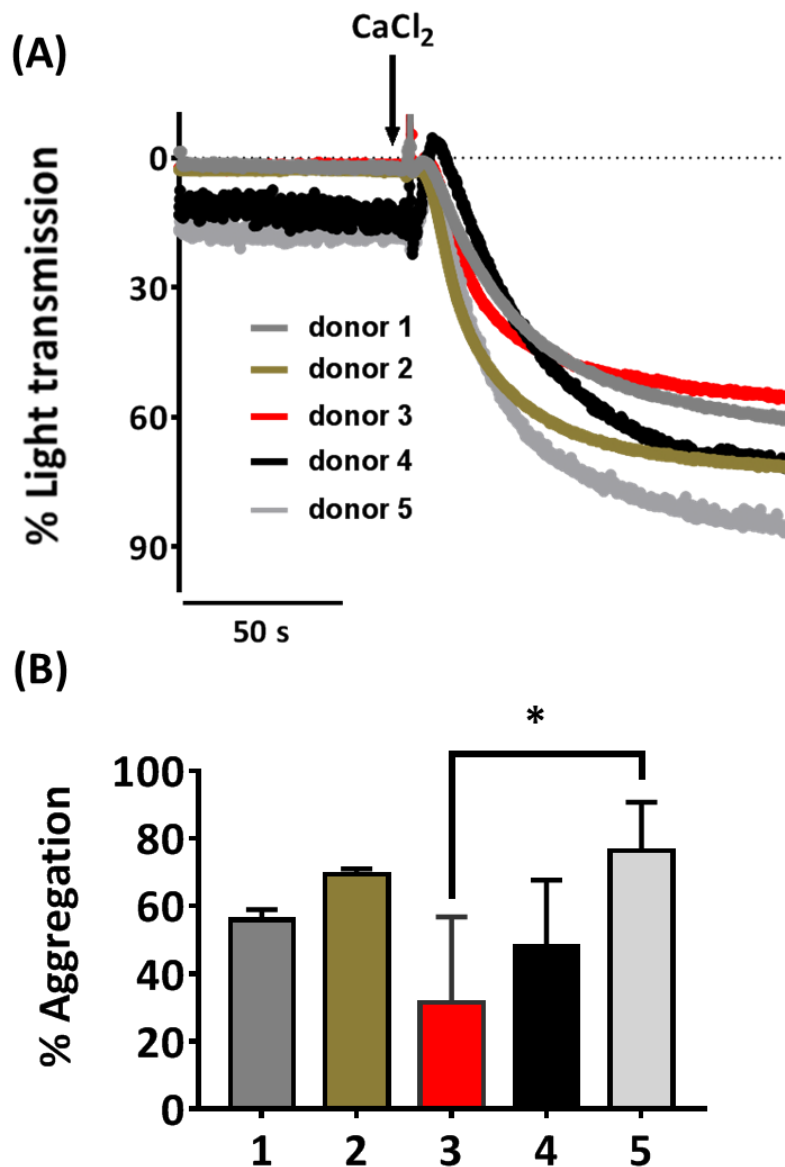 (A)
CaCl₂
% Light transmission
0
30
60
90
donor 1
donor 2
donor 3
donor 4
donor 5
50 s
(B)
*
% Aggregation
100
80
60
40
20
0
1 2 3 4 5